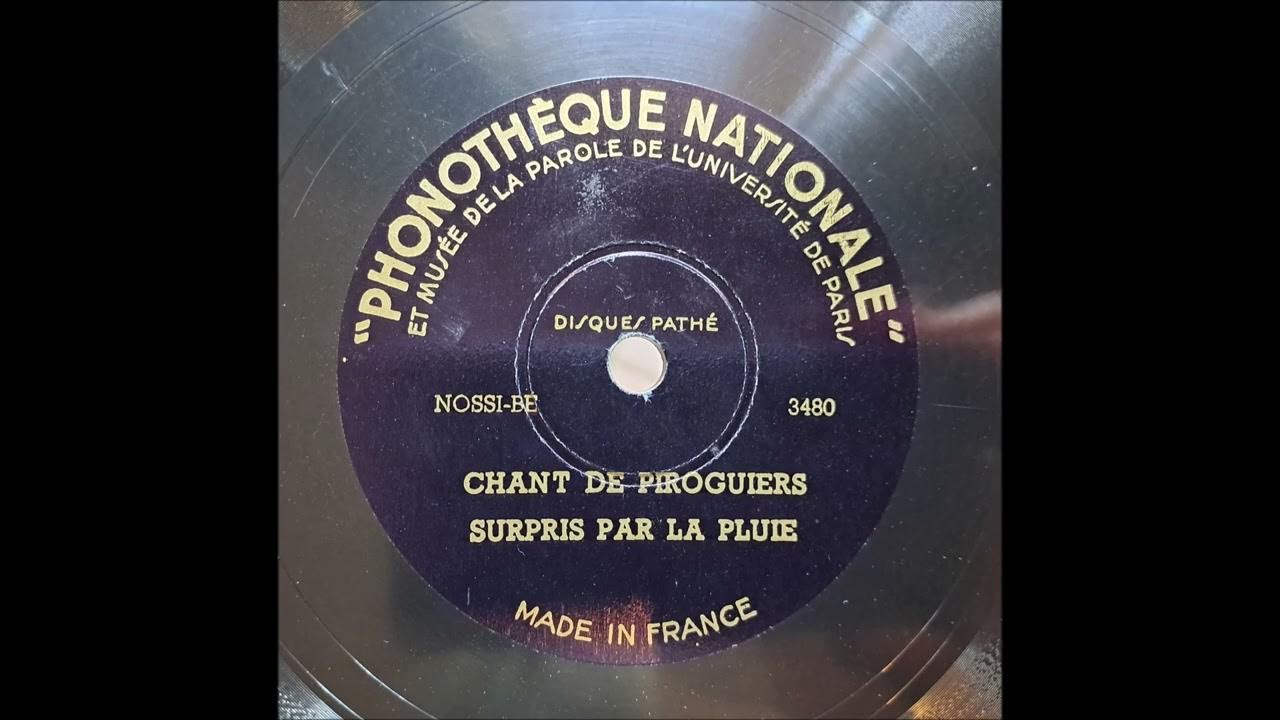 "PHONOTHÈQUE NATIONALE"
ET MUSÉE DE LA PAROLE DE L'UNIVERSITÉ DE PARIS
DISQUES PATHÉ
NOSSI-BÉ 3480
CHANT DE PIROGUIERS
SURPRIS PAR LA PLUIE
MADE IN FRANCE